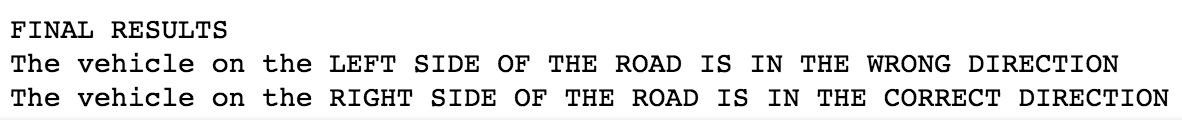 FINAL RESULTS
The vehicle on the LEFT SIDE OF THE ROAD IS IN THE WRONG DIRECTION
The vehicle on the RIGHT SIDE OF THE ROAD IS IN THE CORRECT DIRECTION